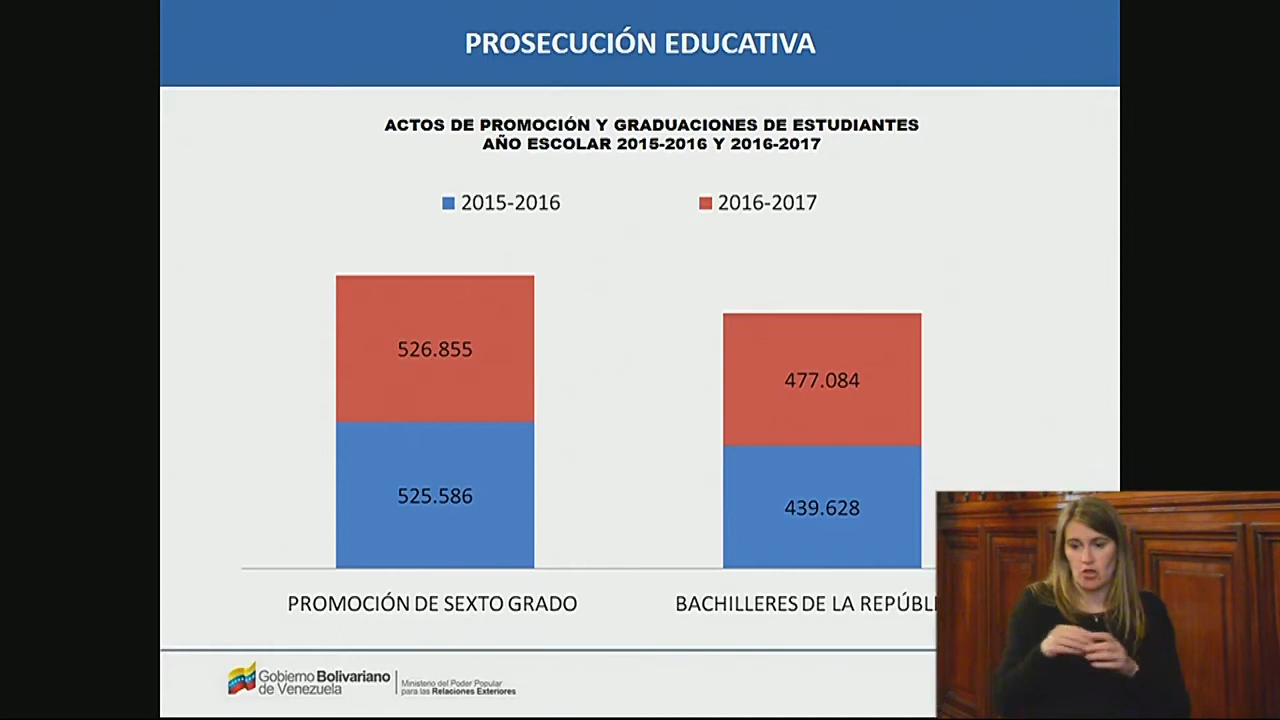 PROSECUCIÓN EDUCATIVA
ACTOS DE PROMOCIÓN Y GRADUACIONES DE ESTUDIANTES
AÑO ESCOLAR 2015-2016 Y 2016-2017
2015-2016 2016-2017
526.855
477.084
525.586
439.628
PROMOCIÓN DE SEXTO GRADO
BACHILLERES DE LA REPÚBL
Gobierno Bolivariano
de Venezuela
Ministerio del Poder Popular
para las Relaciones Exteriores